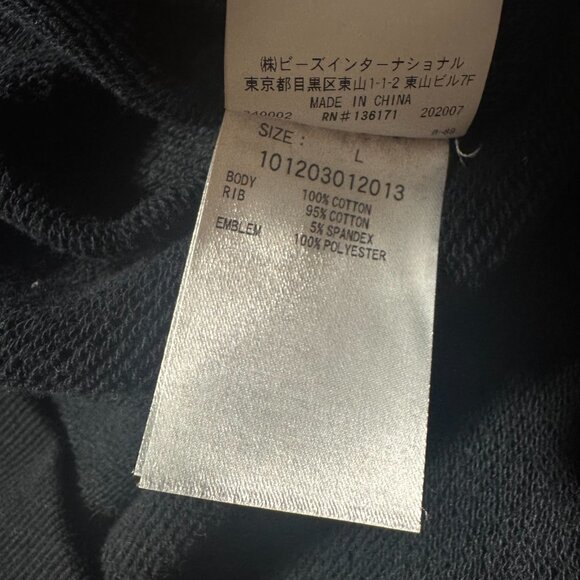 (株)ビーズインターナショナル
東京都目黒区東山1-1-2 東山ビル7F
MADE IN CHINA
RN#136171 202007
SIZE: L
101203012013
BODY 100%COTTON
RIB 95%COTTON
5%SPANDEX
EMBLEM 100%POLYESTER